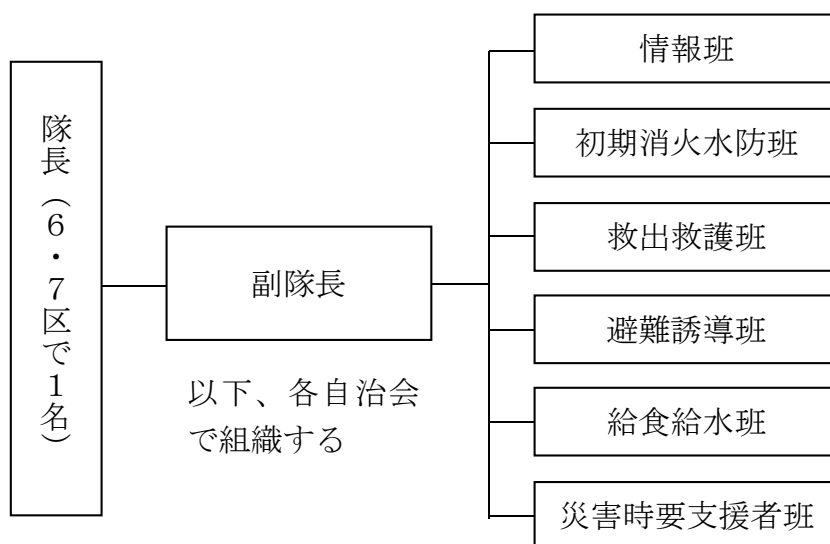 隊長（６・７区で１名）
副隊長
以下、各自治会
で組織する
情報班
初期消火水防班
救出救護班
避難誘導班
給食給水班
災害時要支援者班